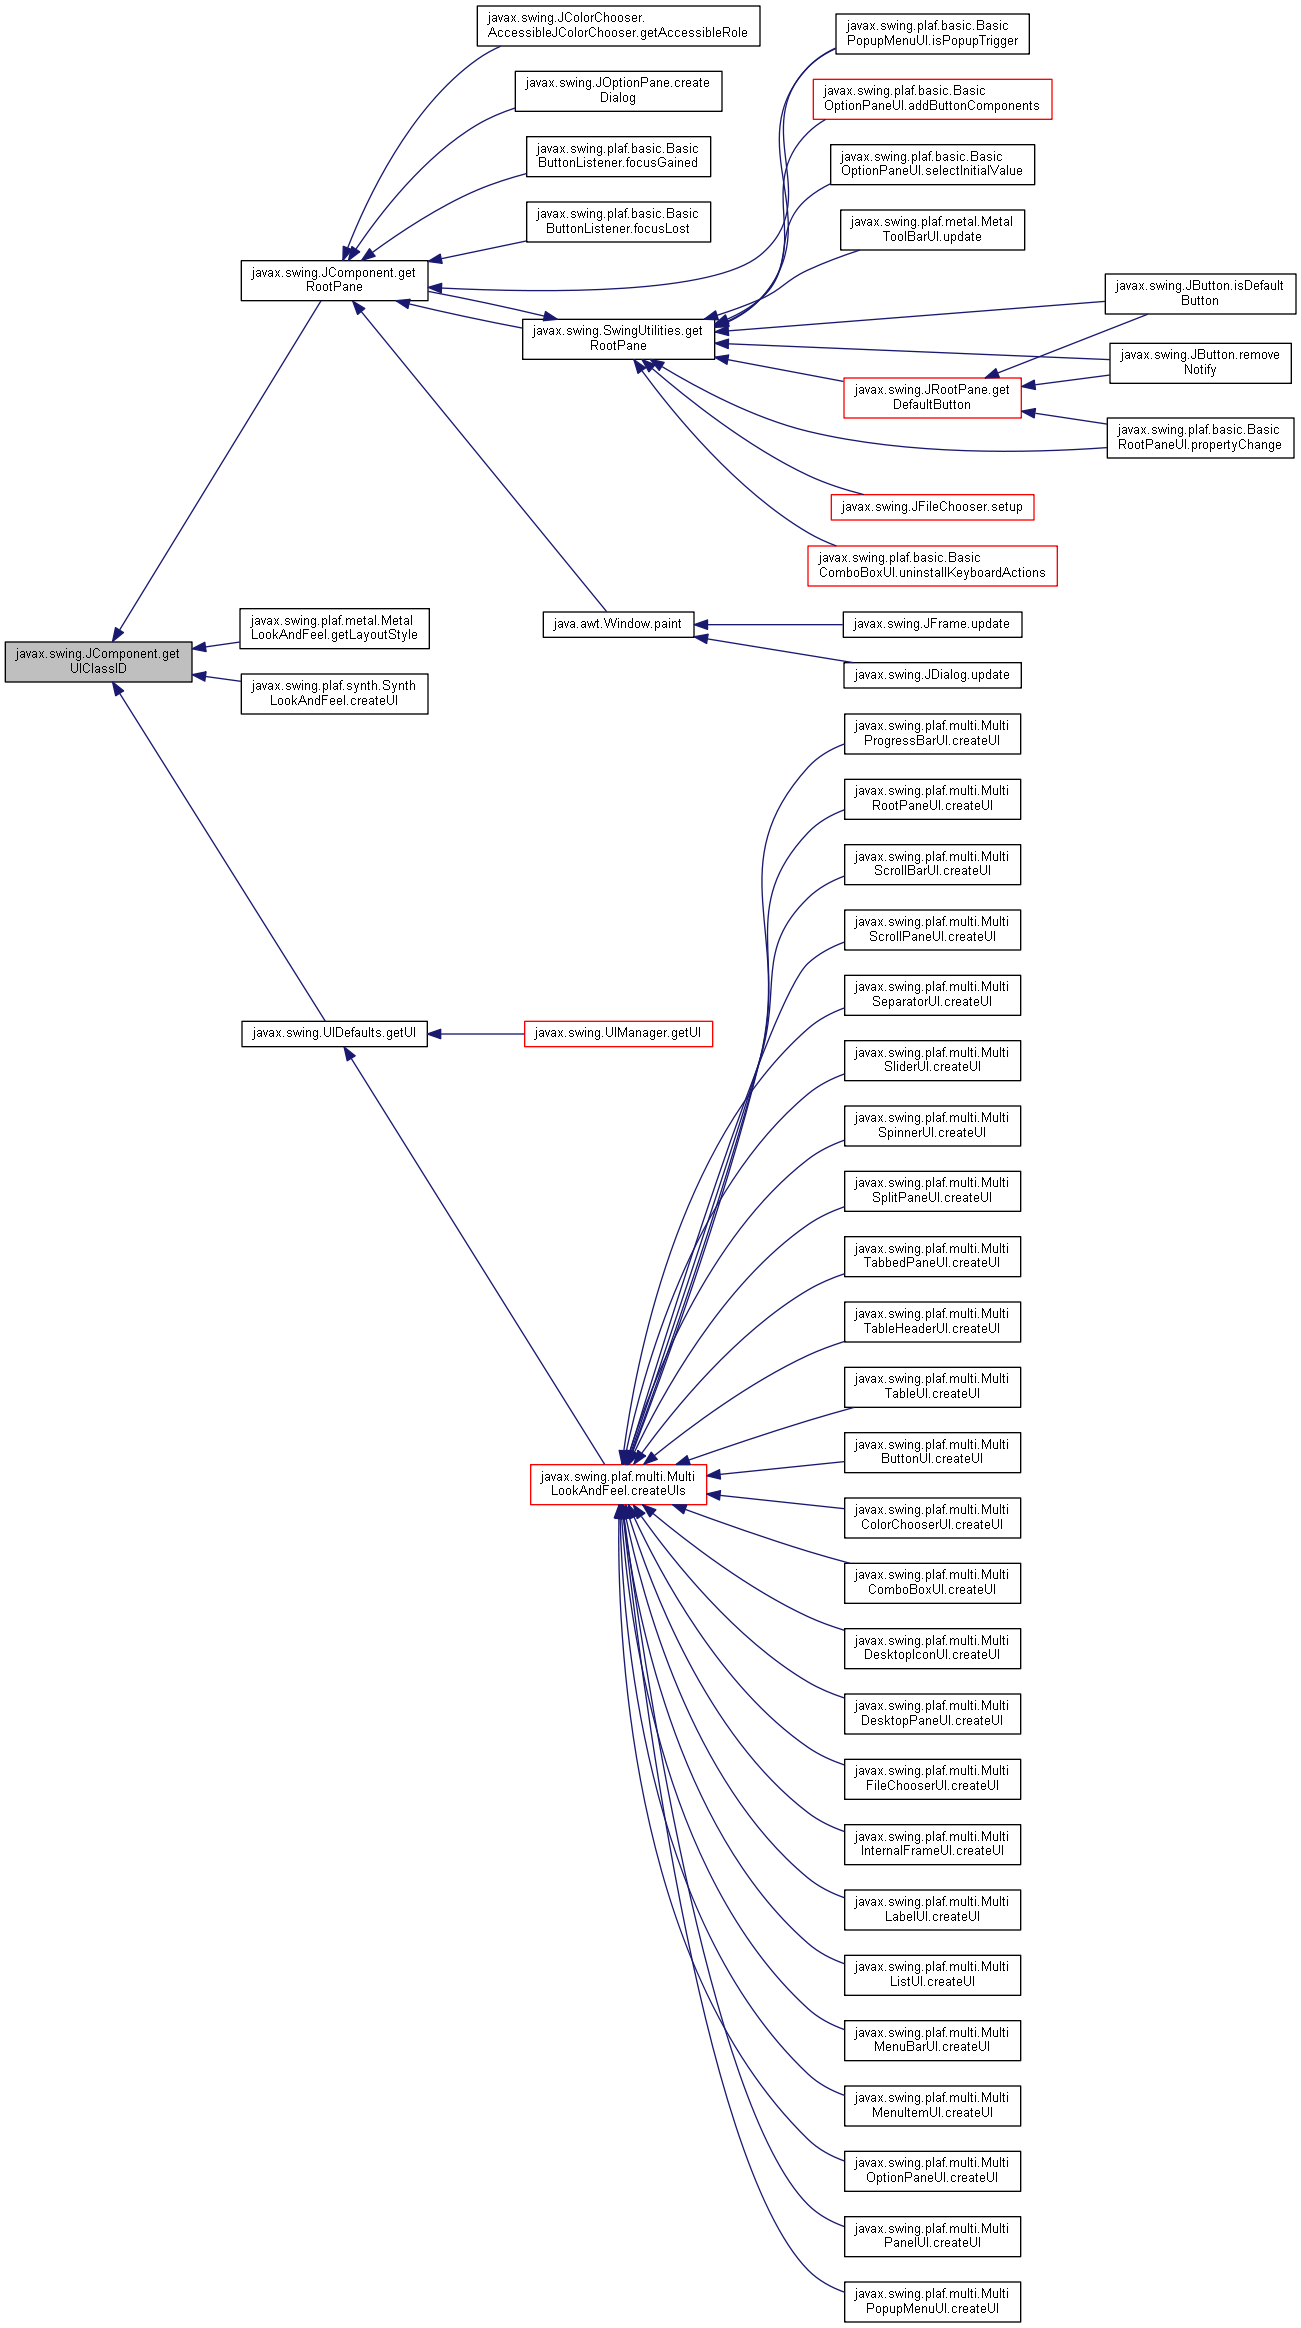 javax.swing.JColorChooser.
AccessibleJColorChooser.getAccessibleRole
javax.swing.JOptionPane.create
Dialog
javax.swing.plaf.basic.Basic
ButtonListener.focusGained
javax.swing.plaf.basic.Basic
ButtonListener.focusLost
javax.swing.JComponent.get
RootPane
javax.swing.SwingUtilities.get
RootPane
javax.swing.plaf.basic.Basic
PopupMenuUI.isPopupTrigger
javax.swing.plaf.basic.Basic
OptionPaneUI.addButtonComponents
javax.swing.plaf.basic.Basic
OptionPaneUI.selectInitialValue
javax.swing.plaf.metal.Metal
ToolBarUI.update
javax.swing.JButton.isDefault
Button
javax.swing.JButton.remove
Notify
javax.swing.JRootPane.get
DefaultButton
javax.swing.plaf.basic.Basic
RootPaneUI.propertyChange
javax.swing.JFileChooser.setup
javax.swing.plaf.basic.Basic
ComboBoxUI.uninstallKeyboardActions
java.awt.Window.paint
javax.swing.JFrame.update
javax.swing.JDialog.update
javax.swing.plaf.metal.Metal
LookAndFeel.getLayoutStyle
javax.swing.JComponent.get
UIClassID
javax.swing.plaf.synth.Synth
LookAndFeel.createUI
javax.swing.UIDefaults.getUI
javax.swing.UIManager.getUI
javax.swing.plaf.multi.Multi
LookAndFeel.createUIs
javax.swing.plaf.multi.Multi
ProgressBarUI.createUI
javax.swing.plaf.multi.Multi
RootPaneUI.createUI
javax.swing.plaf.multi.Multi
ScrollBarUI.createUI
javax.swing.plaf.multi.Multi
ScrollPaneUI.createUI
javax.swing.plaf.multi.Multi
SeparatorUI.createUI
javax.swing.plaf.multi.Multi
SliderUI.createUI
javax.swing.plaf.multi.Multi
SpinnerUI.createUI
javax.swing.plaf.multi.Multi
SplitPaneUI.createUI
javax.swing.plaf.multi.Multi
TabbedPaneUI.createUI
javax.swing.plaf.multi.Multi
TableHeaderUI.createUI
javax.swing.plaf.multi.Multi
TableUI.createUI
javax.swing.plaf.multi.Multi
ButtonUI.createUI
javax.swing.plaf.multi.Multi
ColorChooserUI.createUI
javax.swing.plaf.multi.Multi
ComboBoxUI.createUI
javax.swing.plaf.multi.Multi
DesktopIconUI.createUI
javax.swing.plaf.multi.Multi
DesktopPaneUI.createUI
javax.swing.plaf.multi.Multi
FileChooserUI.createUI
javax.swing.plaf.multi.Multi
InternalFrameUI.createUI
javax.swing.plaf.multi.Multi
LabelUI.createUI
javax.swing.plaf.multi.Multi
ListUI.createUI
javax.swing.plaf.multi.Multi
MenuBarUI.createUI
javax.swing.plaf.multi.Multi
MenuItemUI.createUI
javax.swing.plaf.multi.Multi
OptionPaneUI.createUI
javax.swing.plaf.multi.Multi
PanelUI.createUI
javax.swing.plaf.multi.Multi
PopupMenuUI.createUI